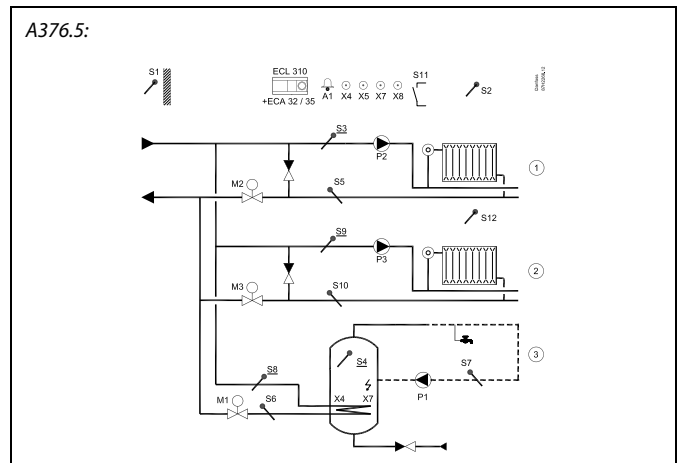 A376.5:
S1
ECL 310
+ECA 32 / 35
A1 X4 X5 X7 X8
S11
S2
Danfoss
S3
P2
M2
S5
1
S12
S9
P3
M3
S10
2
S4
3
S8
S7
X4 X7
M1
S6
P1